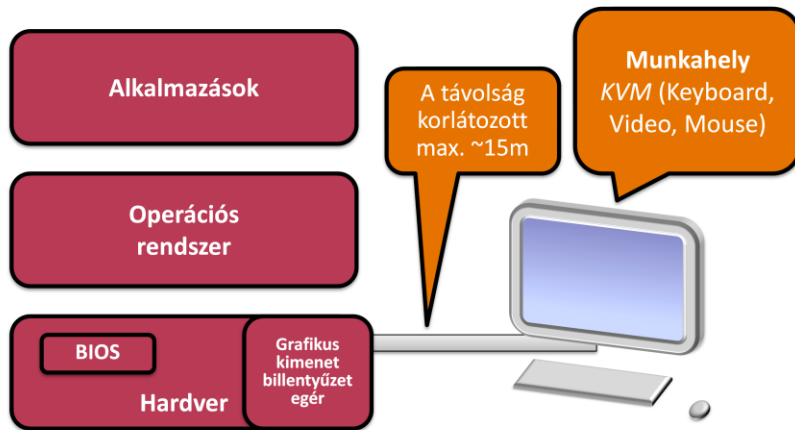 Alkalmazások
Operációs
rendszer
BIOS
Hardver
Grafikus
kimenet
billentyűzet
egér
A távolság
korlátozott
max. ~15m
Munkahely
KVM (Keyboard,
Video, Mouse)